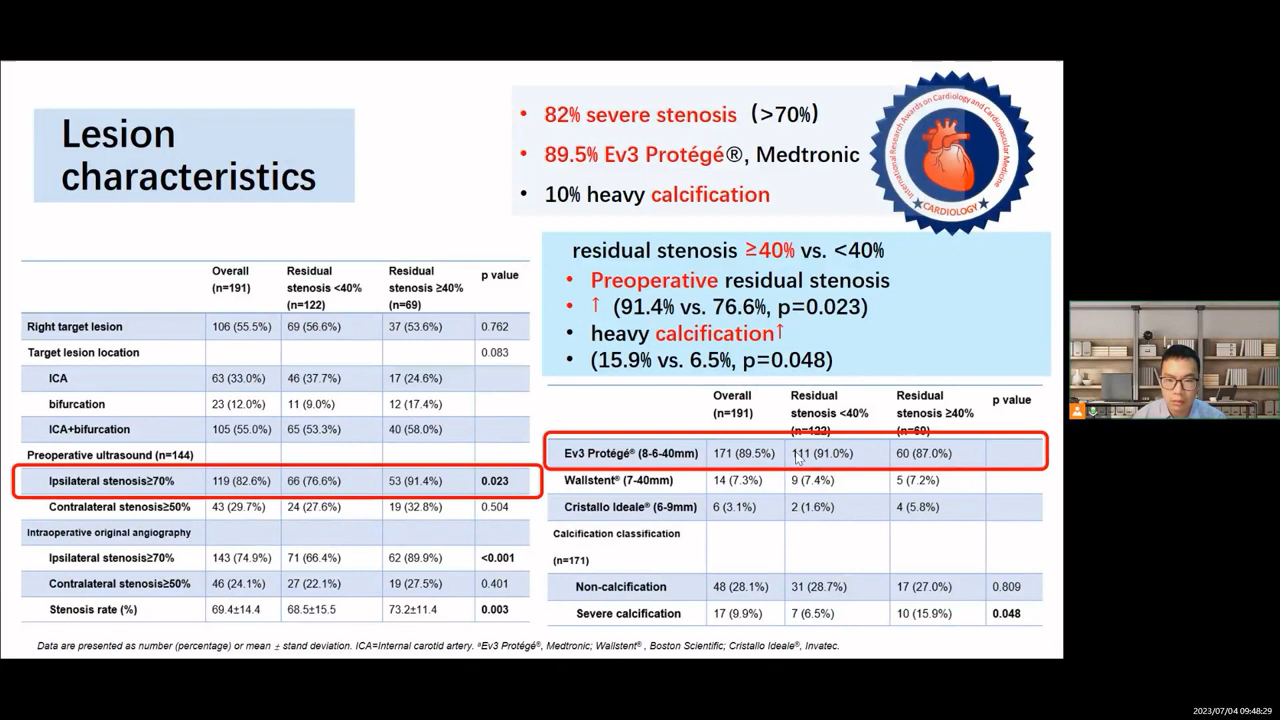 Lesion
characteristics
• 82% severe stenosis (>70%)
• 89.5% Ev3 Protégé®, Medtronic
• 10% heavy calcification
International Research Awards on Cardiology and Cardiovascular Medicine
CARDIOLOGY
residual stenosis ≥40% vs. <40%
• Preoperative residual stenosis
• ↑ (91.4% vs. 76.6%, p=0.023)
• heavy calcification↑
• (15.9% vs. 6.5%, p=0.048)
Overall (n=191) Residual stenosis <40% (n=122) Residual stenosis ≥40% (n=69) p value
Right target lesion 106 (55.5%) 69 (56.6%) 37 (53.6%) 0.762
Target lesion location 0.083
ICA 63 (33.0%) 46 (37.7%) 17 (24.6%)
bifurcation 23 (12.0%) 11 (9.0%) 12 (17.4%)
ICA+bifurcation 105 (55.0%) 65 (53.3%) 40 (58.0%)
Preoperative ultrasound (n=144)
Ipsilateral stenosis≥70% 119 (82.6%) 66 (76.6%) 53 (91.4%) 0.023
Contralateral stenosis≥50% 43 (29.7%) 24 (27.6%) 19 (32.8%) 0.504
Intraoperative original angiography
Ipsilateral stenosis≥70% 143 (74.9%) 71 (66.4%) 62 (89.9%) <0.001
Contralateral stenosis≥50% 46 (24.1%) 27 (22.1%) 19 (27.5%) 0.401
Stenosis rate (%) 69.4±14.4 68.5±15.5 73.2±11.4 0.003
Overall (n=191) Residual stenosis <40% (n=122) Residual stenosis ≥40% (n=69) p value
Ev3 Protégé® (8-6-40mm) 171 (89.5%) 111 (91.0%) 60 (87.0%)
Wallstent® (7-40mm) 14 (7.3%) 9 (7.4%) 5 (7.2%)
Cristallo Ideale® (6-9mm) 6 (3.1%) 2 (1.6%) 4 (5.8%)
Calcification classification
(n=171)
Non-calcification 48 (28.1%) 31 (28.7%) 17 (27.0%) 0.809
Severe calcification 17 (9.9%) 7 (6.5%) 10 (15.9%) 0.048
Data are presented as number (percentage) or mean ± stand deviation. ICA=Internal carotid artery. ªEv3 Protégé®, Medtronic; Wallstent® , Boston Scientific; Cristallo Ideale®, Invatec.
2023/07/04 09:48:29